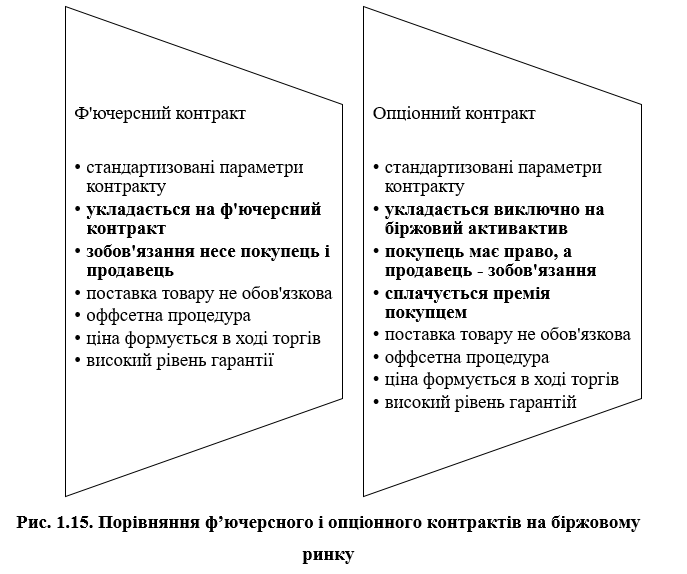 Ф'ючерсний контракт
• стандартизовані параметри
контракту
• укладається на ф'ючерсний
контракт
• зобов'язання несе покупець і
продавець
• поставка товару не обов'язкова
• оффсетна процедура
• ціна формується в ході торгів
• високий рівень гарантії
Опціонний контракт
• стандартизовані параметри
контракту
• укладається виключно на
біржовий активактив
• покупець має право, а
продавець - зобов'язання
• сплачується премія
покупцем
• поставка товару не обов'язкова
• оффсетна процедура
• ціна формується в ході торгів
• високий рівень гарантій
Рис. 1.15. Порівняння ф’ючерсного і опціонного контрактів на біржовому
ринку